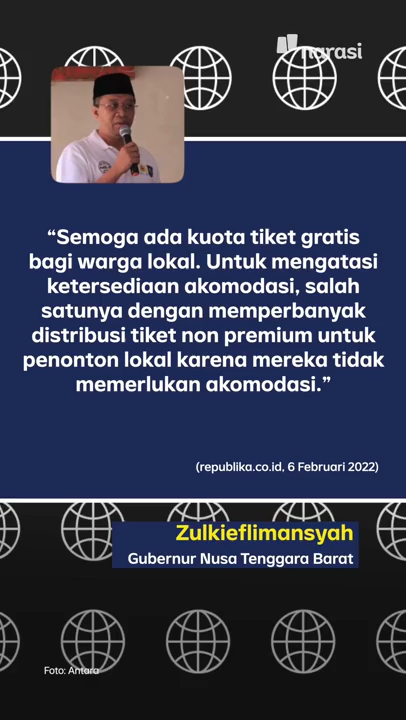 narasi
“Semoga ada kuota tiket gratis
bagi warga lokal. Untuk mengatasi
ketersediaan akomodasi, salah
satunya dengan memperbanyak
distribusi tiket non premium untuk
penonton lokal karena mereka tidak
memerlukan akomodasi.”
(republika.co.id, 6 Februari 2022)
Zulkieflimansyah
Gubernur Nusa Tenggara Barat
Foto: Antara